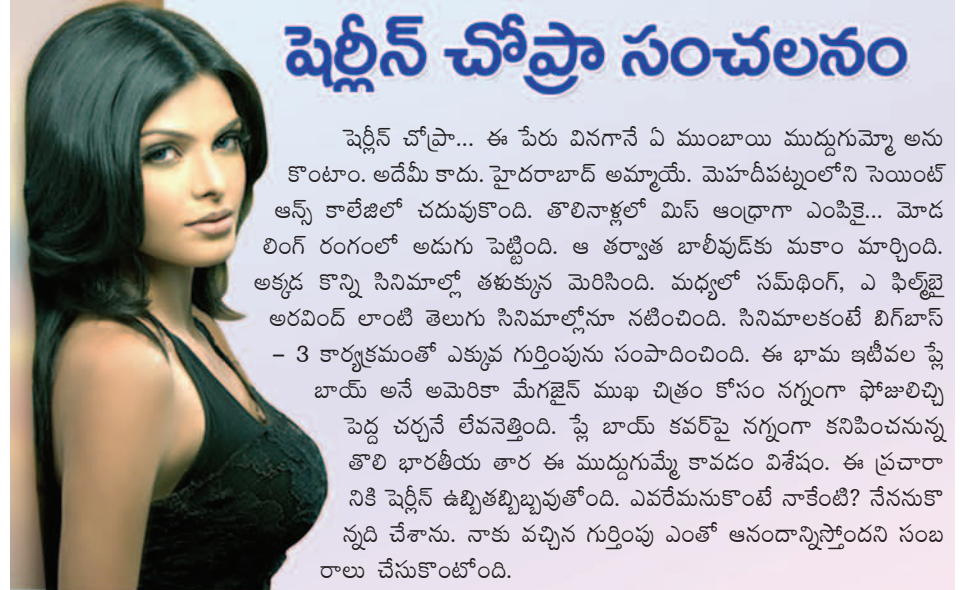 షెర్లీన్ చోప్రా సంచలనం
షెర్లీన్ చోప్రా... ఈ పేరు వినగానే ఏ ముంబాయి ముద్దుగుమ్మో అను
కొంటాం. అదేమీ కాదు. హైదరాబాద్ అమ్మాయే. మెహదీపట్నంలోని సెయింట్
ఆన్స్ కాలేజిలో చదువుకొంది. తొలినాళ్లలో మిస్ ఆంధ్రాగా ఎంపికై... మోడ
లింగ్ రంగంలో అడుగు పెట్టింది. ఆ తర్వాత బాలీవుడ్‌కు మకాం మార్చింది.
అక్కడ కొన్ని సినిమాల్లో తళుక్కున మెరిసింది. మధ్యలో సమ్‌థింగ్, ఎ ఫిల్మ్‌బై
అరవింద్ లాంటి తెలుగు సినిమాల్లోనూ నటించింది. సినిమాలకంటే బిగ్‌బాస్
– 3 కార్యక్రమంతో ఎక్కువ గుర్తింపును సంపాదించింది. ఈ భామ ఇటీవల ప్లే
బాయ్ అనే అమెరికా మేగజైన్ ముఖ చిత్రం కోసం నగ్నంగా ఫోజులిచ్చి
పెద్ద చర్చనే లేవనెత్తింది. ప్లే బాయ్ కవర్‌పై నగ్నంగా కనిపించనున్న
తొలి భారతీయ తార ఈ ముద్దుగుమ్మే కావడం విశేషం. ఈ ప్రచారా
నికి షెర్లీన్ ఉబ్బితబ్బిబ్బవుతోంది. ఎవరేమనుకొంటే నాకేంటి? నేననుకొ
న్నది చేశాను. నాకు వచ్చిన గుర్తింపు ఎంతో ఆనందాన్నిస్తోందని సంబ
రాలు చేసుకొంటోంది.